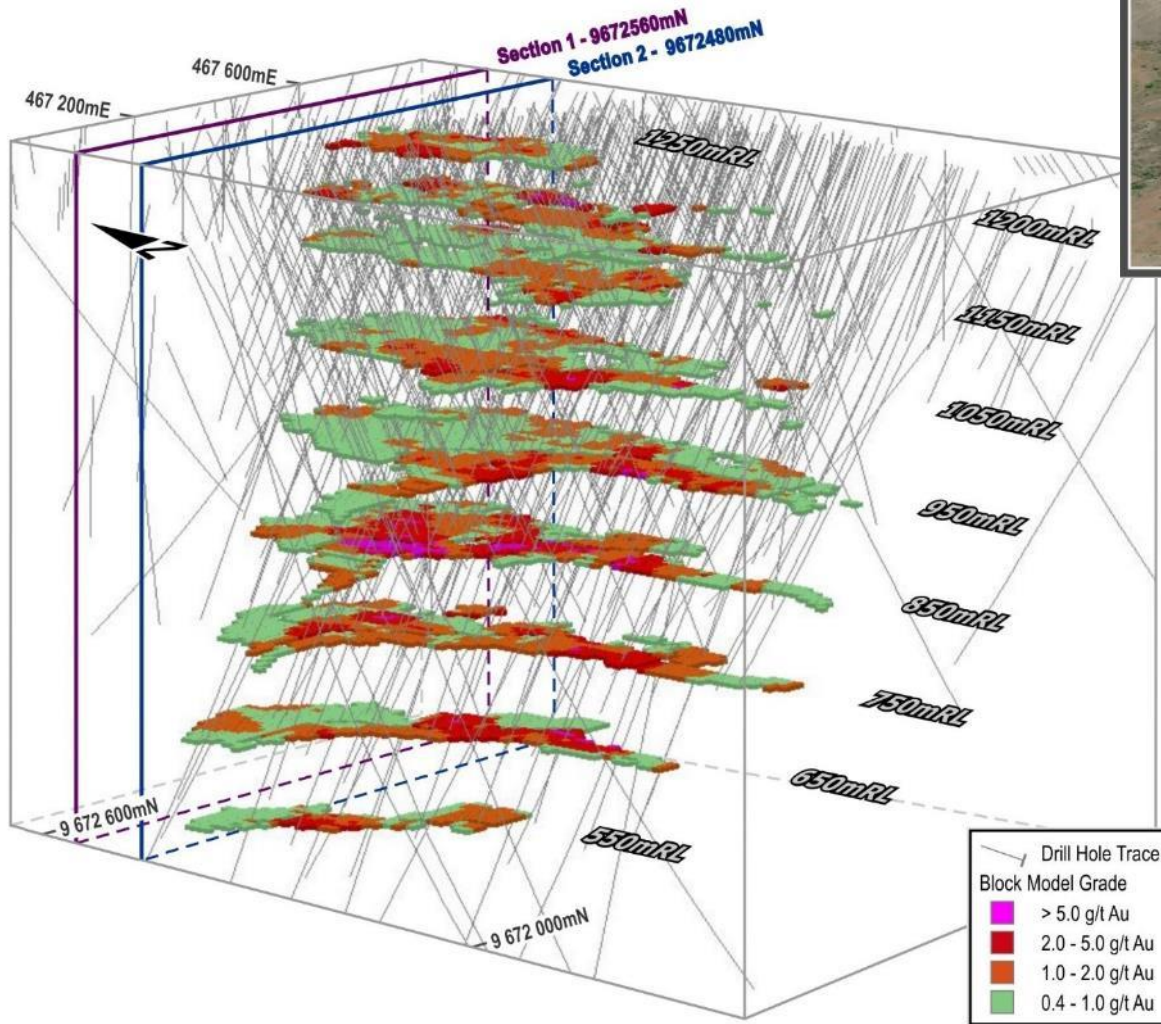 Section 1 - 9672560mN
Section 2 - 9672480mN
467 600mE
467 200mE
1250mRL
1200mRL
1150mRL
1050mRL
950mRL
850mRL
750mRL
650mRL
550mRL
N
9 672 600mN
9 672 000mN
Drill Hole Trace
Block Model Grade
> 5.0 g/t Au
2.0 - 5.0 g/t Au
1.0 - 2.0 g/t Au
0.4 - 1.0 g/t Au